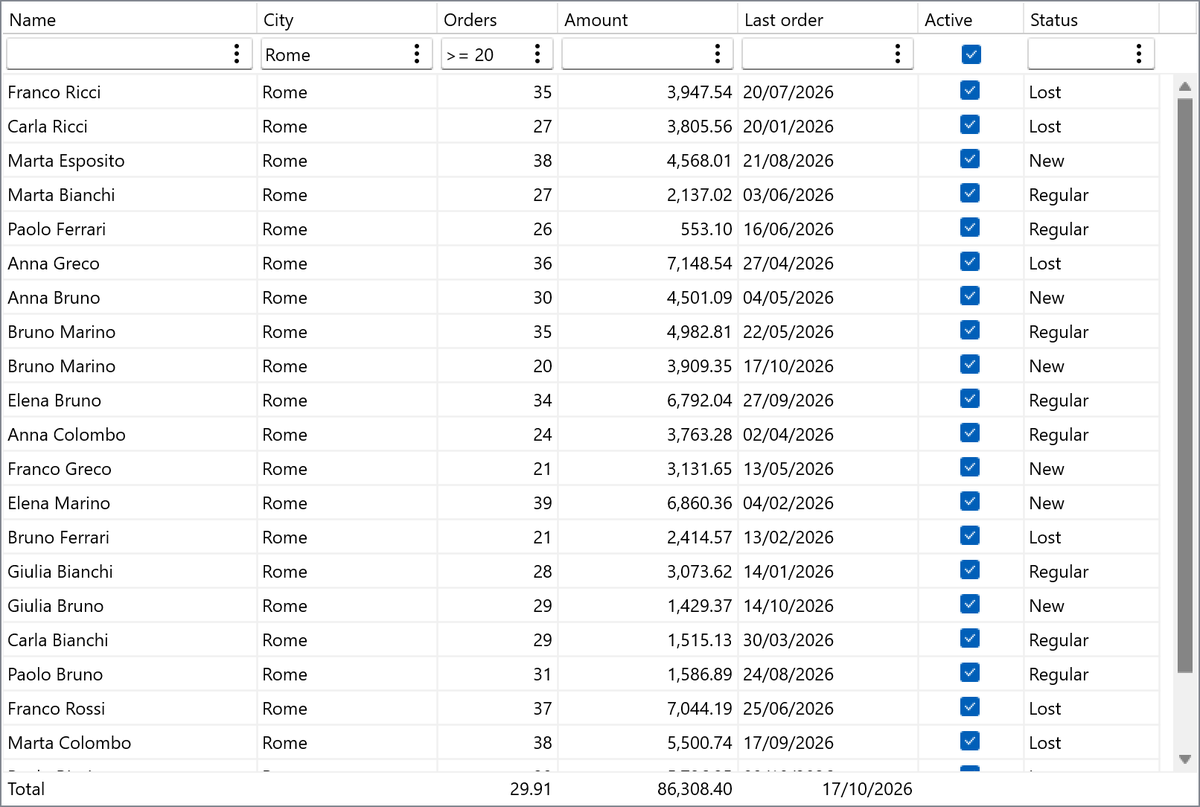 Name City Orders Amount Last order Active Status
Rome >= 20
Franco Ricci Rome 35 3,947.54 20/07/2026 Lost
Carla Ricci Rome 27 3,805.56 20/01/2026 Lost
Marta Esposito Rome 38 4,568.01 21/08/2026 New
Marta Bianchi Rome 27 2,137.02 03/06/2026 Regular
Paolo Ferrari Rome 26 553.10 16/06/2026 Regular
Anna Greco Rome 36 7,148.54 27/04/2026 Lost
Anna Bruno Rome 30 4,501.09 04/05/2026 New
Bruno Marino Rome 35 4,982.81 22/05/2026 Regular
Bruno Marino Rome 20 3,909.35 17/10/2026 New
Elena Bruno Rome 34 6,792.04 27/09/2026 Regular
Anna Colombo Rome 24 3,763.28 02/04/2026 Regular
Franco Greco Rome 21 3,131.65 13/05/2026 New
Elena Marino Rome 39 6,860.36 04/02/2026 New
Bruno Ferrari Rome 21 2,414.57 13/02/2026 Lost
Giulia Bianchi Rome 28 3,073.62 14/01/2026 Regular
Giulia Bruno Rome 29 1,429.37 14/10/2026 New
Carla Bianchi Rome 29 1,515.13 30/03/2026 Regular
Paolo Bruno Rome 31 1,586.89 24/08/2026 Regular
Franco Rossi Rome 37 7,044.19 25/06/2026 Lost
Marta Colombo Rome 38 5,500.74 17/09/2026 Lost
Total 29.91 86,308.40 17/10/2026